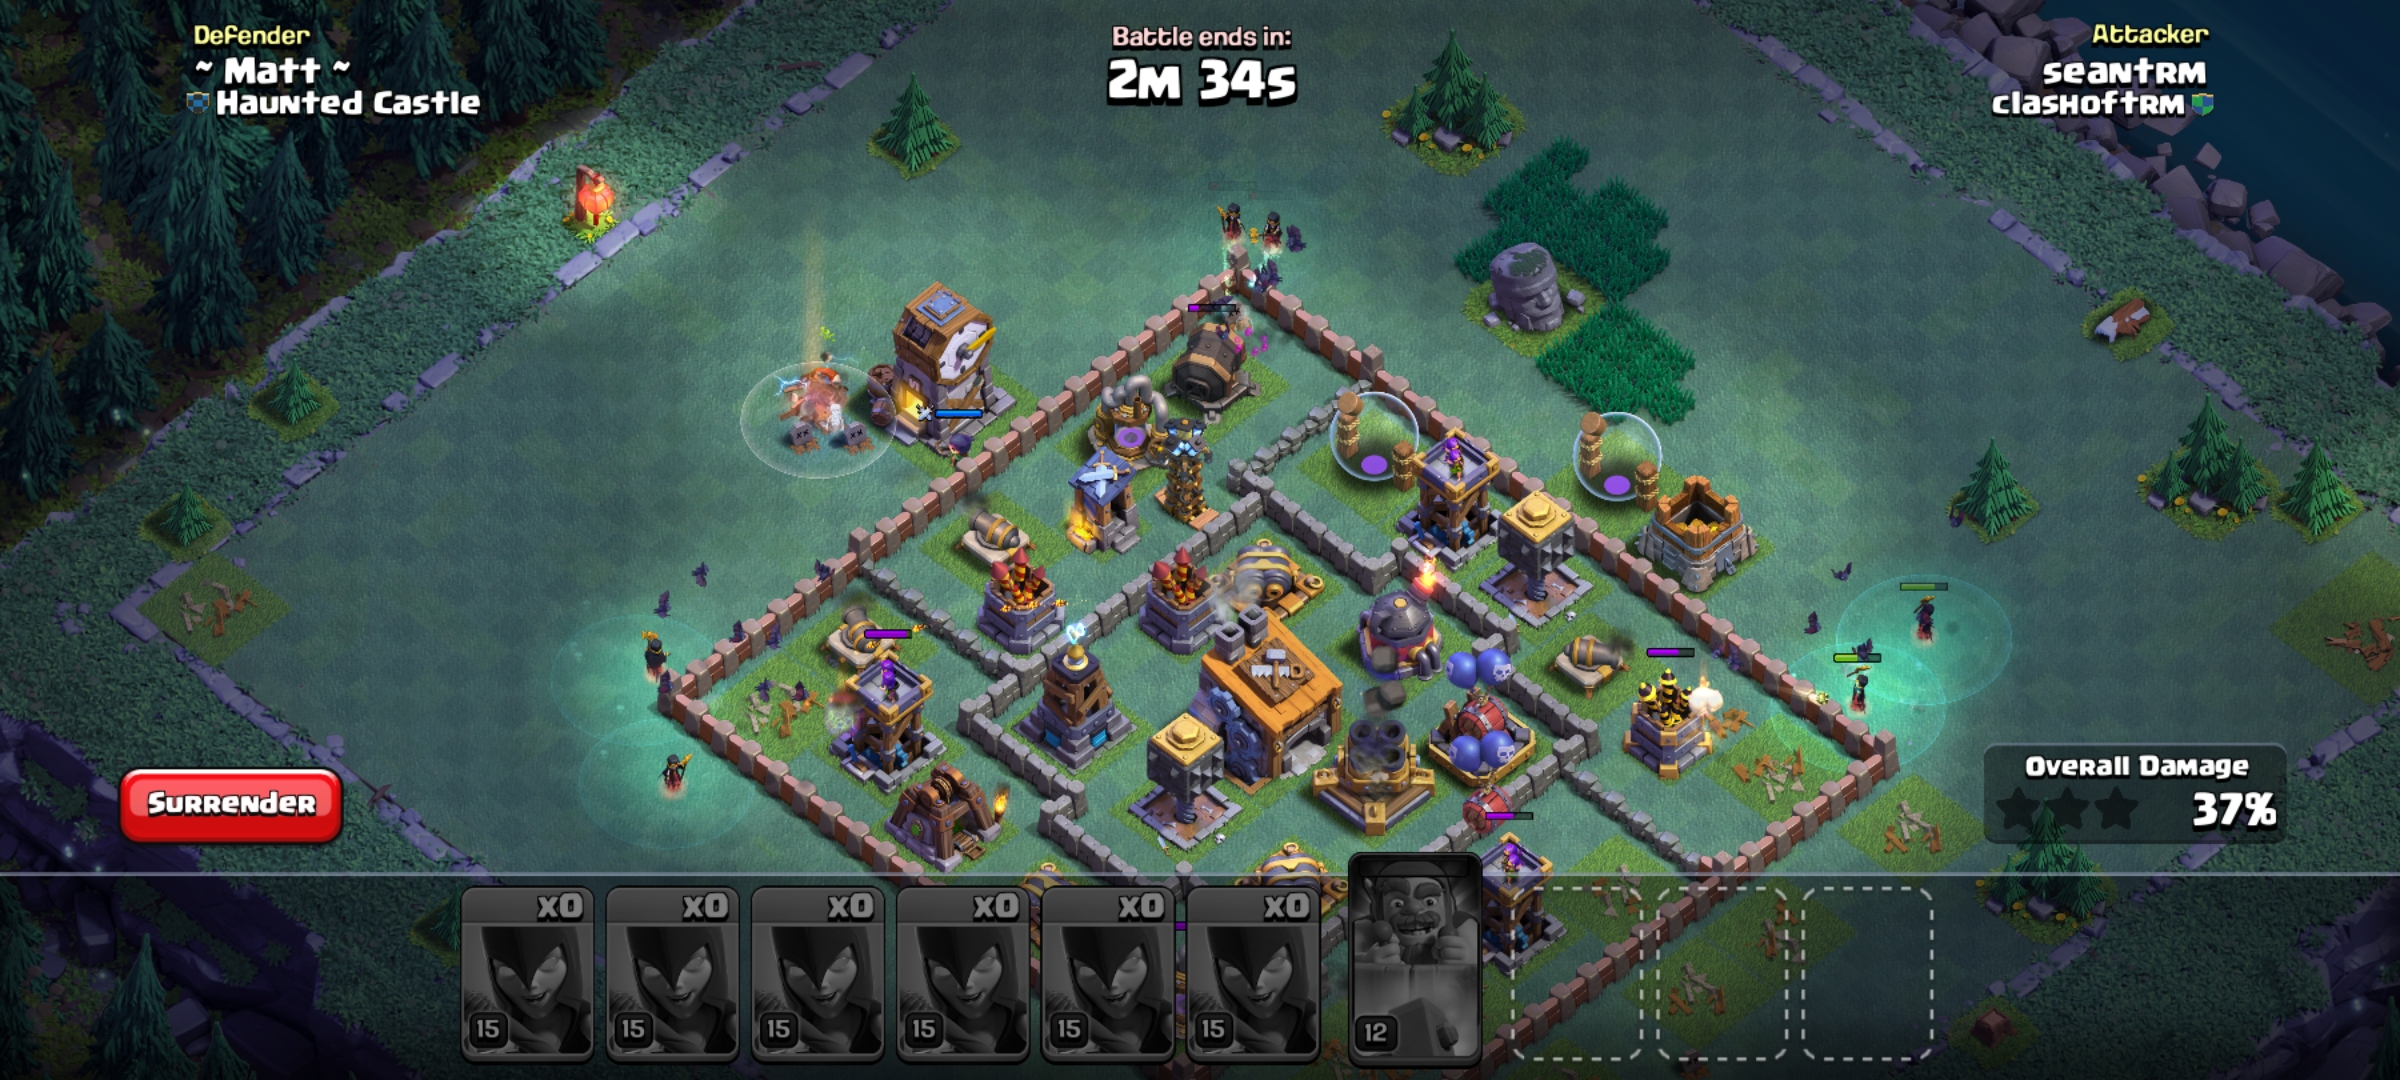 Defender
~ Matt ~
Haunted Castle
Battle ends in:
2M 34s
Attacker
seantRM
clashoftRM
Surrender
Overall Damage
37%
x0
x0
x0
x0
x0
x0
15
15
15
15
15
15
12